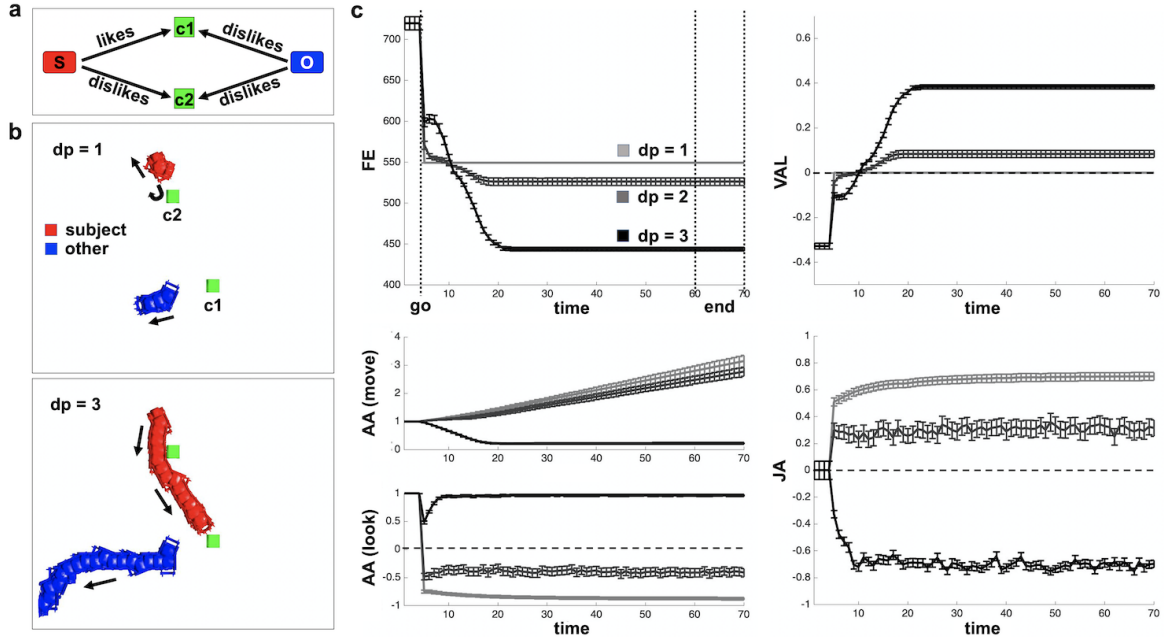 a
likes
c1
dislikes
S
O
dislikes
c2
dislikes
b
dp = 1
c2
subject
other
c1
dp = 3
c
700
650
600
550
500
450
400
FE
dp = 1
dp = 2
dp = 3
10 20 30 40 50 60 70
go
time
end
0.4
0.2
0
-0.2
-0.4
VAL
10 20 30 40 50 60 70
time
4
3
2
1
0
AA (move)
10 20 30 40 50 60 70
1
0.5
0
-0.5
-1
AA (look)
10 20 30 40 50 60 70
time
0.8
0.6
0.4
0.2
0
-0.2
-0.4
-0.6
-0.8
-1
JA
10 20 30 40 50 60 70
time